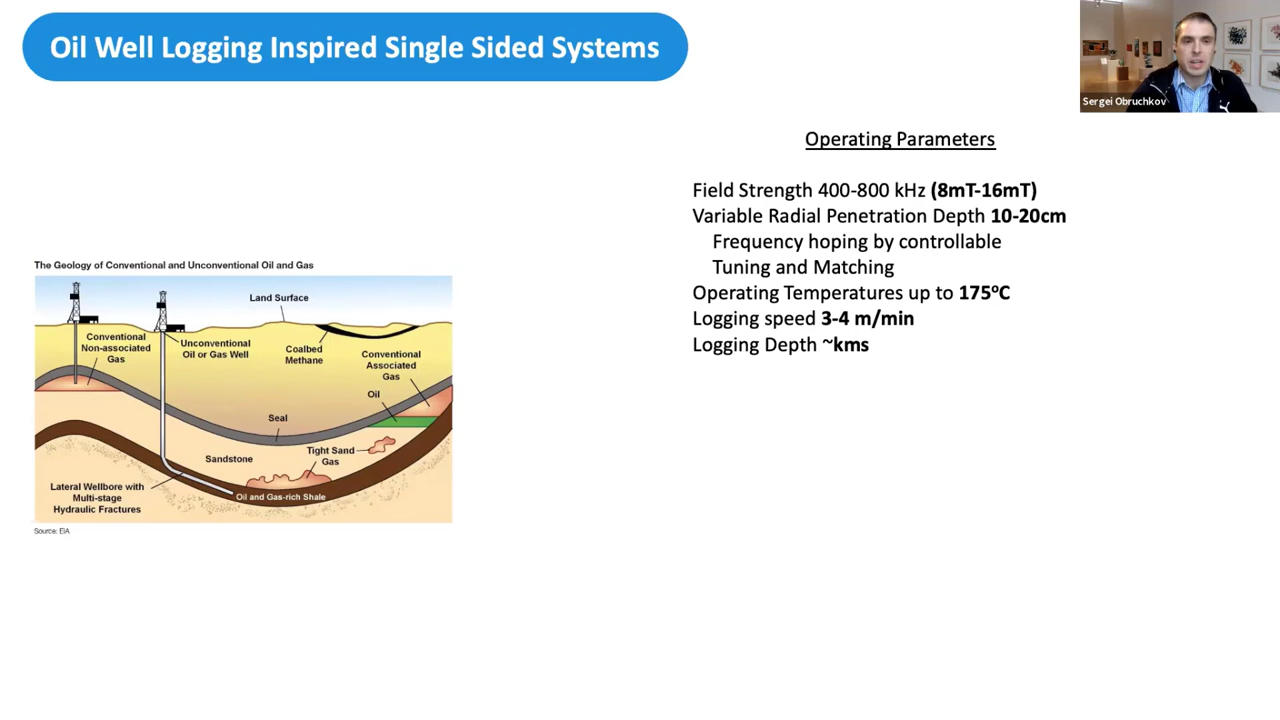 Oil Well Logging Inspired Single Sided Systems
Sergei Obruchkov
Operating Parameters
Field Strength 400-800 kHz (8mT-16mT)
Variable Radial Penetration Depth 10-20cm
Frequency hoping by controllable
Tuning and Matching
Operating Temperatures up to 175°C
Logging speed 3-4 m/min
Logging Depth ~kms
The Geology of Conventional and Unconventional Oil and Gas
Land Surface
Conventional
Non-associated
Gas
Unconventional
Oil or Gas Well
Coalbed
Methane
Conventional
Associated
Gas
Oil
Seal
Sandstone
Tight Sand
Gas
Lateral Wellbore with
Multi-stage
Hydraulic Fractures
Oil and Gas-rich Shale
Source: EIA